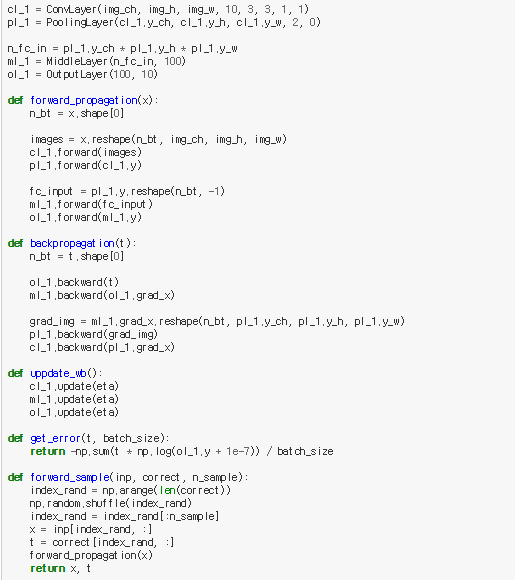 cl_1 = ConvLayer(img_ch, img_h, img_w, 10, 3, 3, 1, 1)
pl_1 = PoolingLayer(cl_1.y_ch, cl_1.y_h, cl_1.y_w, 2, 0)

n_fc_in = pl_1.y_ch * pl_1.y_h * pl_1.y_w
ml_1 = MiddleLayer(n_fc_in, 100)
ol_1 = OutputLayer(100, 10)

def forward_propagation(x):
    n_bt = x.shape[0]

    images = x.reshape(n_bt, img_ch, img_h, img_w)
    cl_1.forward(images)
    pl_1.forward(cl_1.y)

    fc_input = pl_1.y.reshape(n_bt, -1)
    ml_1.forward(fc_input)
    ol_1.forward(ml_1.y)

def backpropagation(t):
    n_bt = t.shape[0]

    ol_1.backward(t)
    ml_1.backward(ol_1.grad_x)

    grad_img = ml_1.grad_x.reshape(n_bt, pl_1.y_ch, pl_1.y_h, pl_1.y_w)
    pl_1.backward(grad_img)
    cl_1.backward(pl_1.grad_x)

def uppdate_wb():
    cl_1.update(eta)
    ml_1.update(eta)
    ol_1.update(eta)

def get_error(t, batch_size):
    return -np.sum(t * np.log(ol_1.y + 1e-7)) / batch_size

def forward_sample(inp, correct, n_sample):
    index_rand = np.arange(len(correct))
    np.random.shuffle(index_rand)
    index_rand = index_rand[:n_sample]
    x = inp[index_rand, :]
    t = correct[index_rand, :]
    forward_propagation(x)
    return x, t